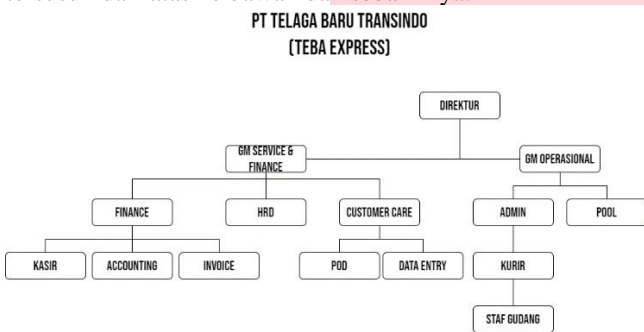 PT TELAGA BARU TRANSINDO
(TEBA EXPRESS)
DIREKTUR
GM SERVICE &
FINANCE
GM OPERASIONAL
FINANCE
HRD
CUSTOMER CARE
ADMIN
POOL
KASIR
ACCOUNTING
INVOICE
POD
DATA ENTRY
KURIR
STAF GUDANG